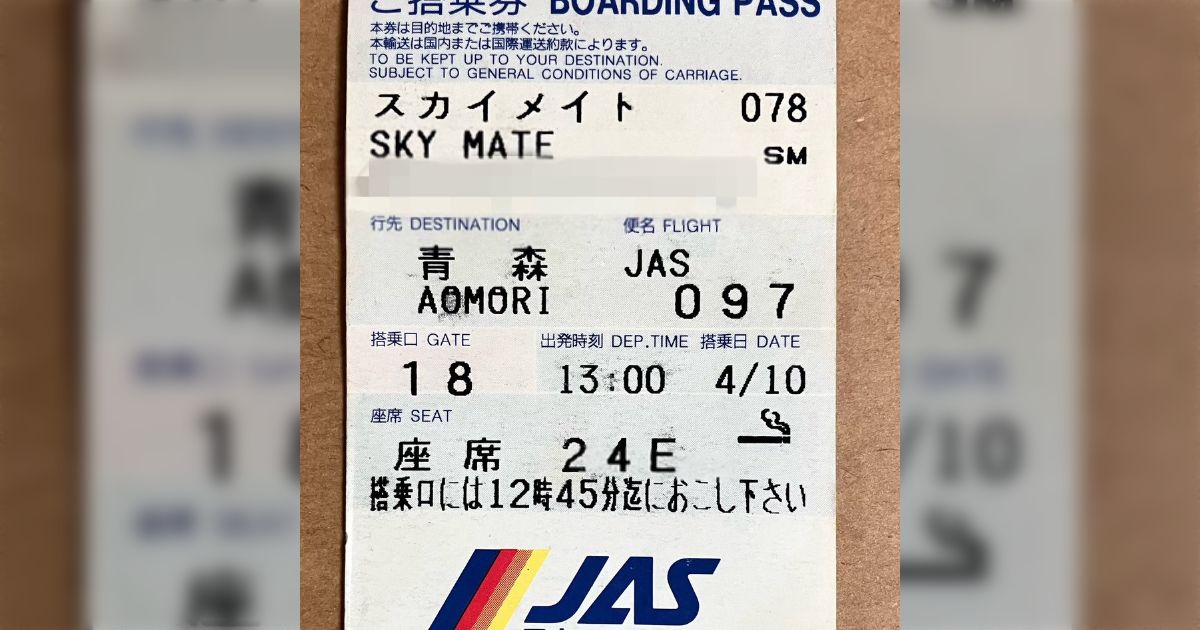 ご搭乗券 BOARDING PASS
本券は目的地までご携帯ください。
本輸送は国内または国際運送約款によります。
TO BE KEPT UP TO YOUR DESTINATION.
SUBJECT TO GENERAL CONDITIONS OF CARRIAGE.
スカイメイト 078
SKY MATE SM
行先 DESTINATION 便名 FLIGHT
青 森 JAS
AOMORI 097
搭乗口 GATE 出発時刻 DEP.TIME 搭乗日 DATE
18 13:00 4/10
座席 SEAT
座席 24E
搭乗口には12時45分迄におこし下さい
JAS